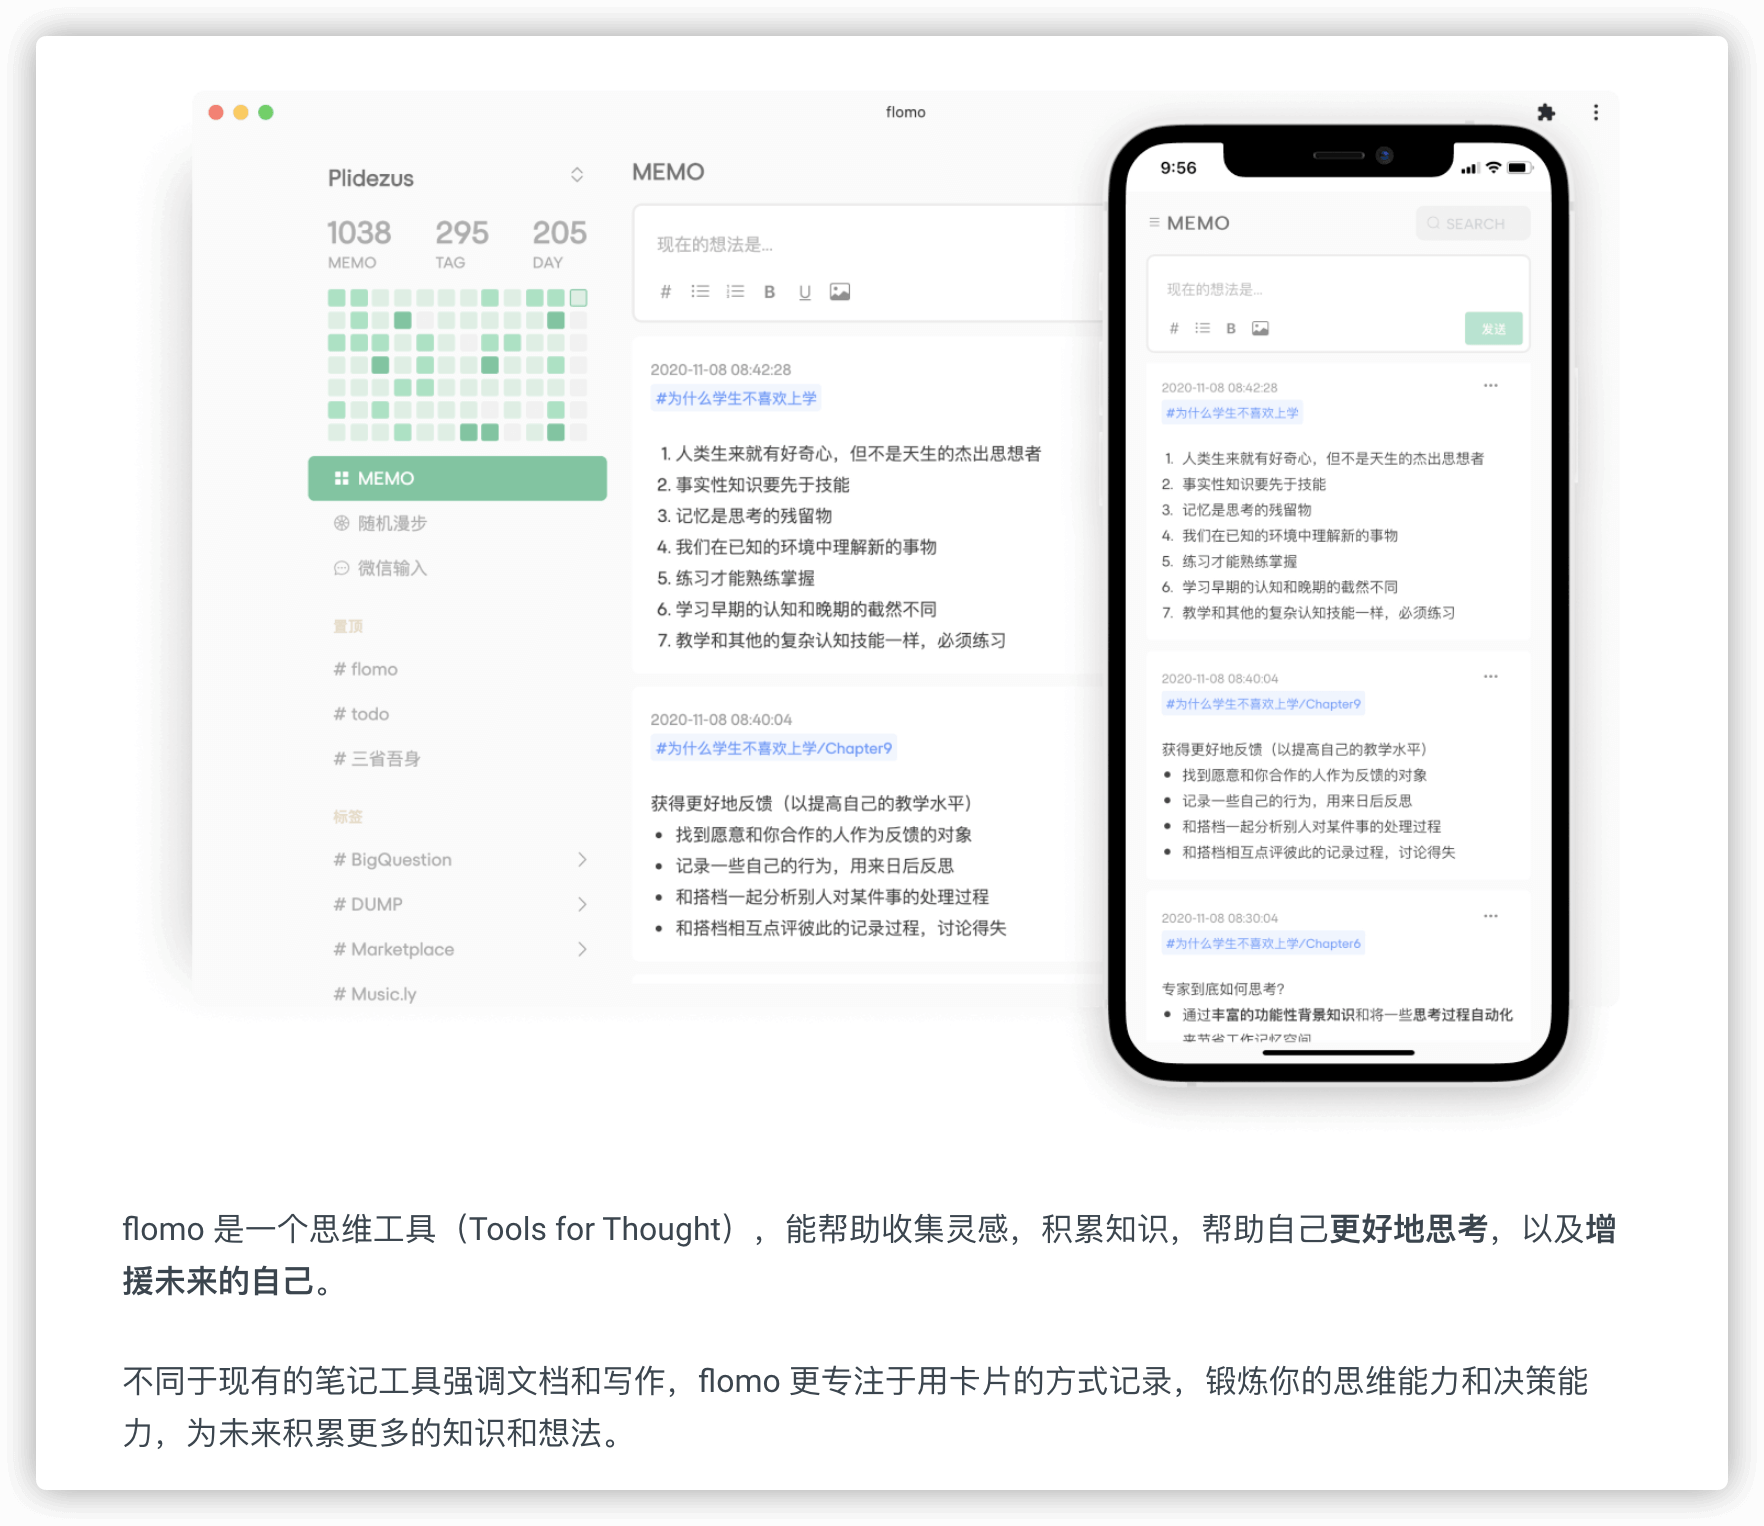 flomo
Plidezus
1038 295 205
MEMO TAG DAY
MEMO
随机漫步
微信输入
置顶
# flomo
# todo
# 三省吾身
标签
# BigQuestion
# DUMP
# Marketplace
# Music.ly
MEMO
现在的想法是...
# B U
2020-11-08 08:42:28
#为什么学生不喜欢上学
1. 人类生来就有好奇心，但不是天生的杰出思想者
2. 事实性知识要先于技能
3. 记忆是思考的残留物
4. 我们在已知的环境中理解新的事物
5. 练习才能熟练掌握
6. 学习早期的认知和晚期的截然不同
7. 教学和其他的复杂认知技能一样，必须练习
2020-11-08 08:40:04
#为什么学生不喜欢上学/Chapter9
获得更好地反馈（以提高自己的教学水平）
• 找到愿意和你合作的人作为反馈的对象
• 记录一些自己的行为，用来日后反思
• 和搭档一起分析别人对某件事的处理过程
• 和搭档相互点评彼此的记录过程，讨论得失
9:56
MEMO SEARCH
现在的想法是...
# B 发送
2020-11-08 08:42:28
#为什么学生不喜欢上学
1. 人类生来就有好奇心，但不是天生的杰出思想者
2. 事实性知识要先于技能
3. 记忆是思考的残留物
4. 我们在已知的环境中理解新的事物
5. 练习才能熟练掌握
6. 学习早期的认知和晚期的截然不同
7. 教学和其他的复杂认知技能一样，必须练习
2020-11-08 08:40:04
#为什么学生不喜欢上学/Chapter9
获得更好地反馈（以提高自己的教学水平）
• 找到愿意和你合作的人作为反馈的对象
• 记录一些自己的行为，用来日后反思
• 和搭档一起分析别人对某件事的处理过程
• 和搭档相互点评彼此的记录过程，讨论得失
2020-11-08 08:30:04
#为什么学生不喜欢上学/Chapter6
专家到底如何思考?
• 通过丰富的功能性背景知识和将一些思考过程自动化
来节省工作记忆空间
flomo 是一个思维工具（Tools for Thought），能帮助收集灵感，积累知识，帮助自己更好地思考，以及增
援未来的自己。
不同于现有的笔记工具强调文档和写作，flomo 更专注于用卡片的方式记录，锻炼你的思维能力和决策能
力，为未来积累更多的知识和想法。